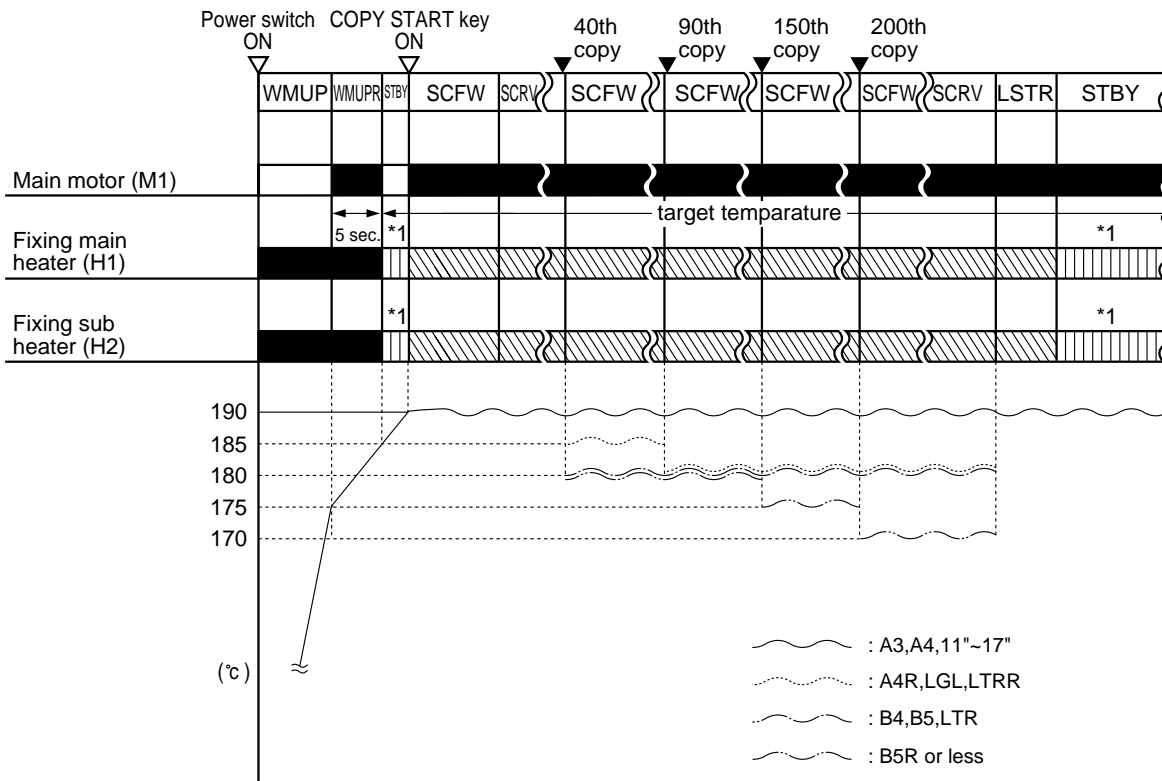 Power switch
ON
COPY START key
ON
40th
copy
90th
copy
150th
copy
200th
copy
WMUP WMUPR STBY SCFW SCRV SCFW SCFW SCFW SCFW SCRV LSTR STBY
Main motor (M1)
target temparature
5 sec. *1 *1
Fixing main
heater (H1)
*1 *1
Fixing sub
heater (H2)
190
185
180
175
170
(℃)
: A3,A4,11"~17"
: A4R,LGL,LTRR
: B4,B5,LTR
: B5R or less